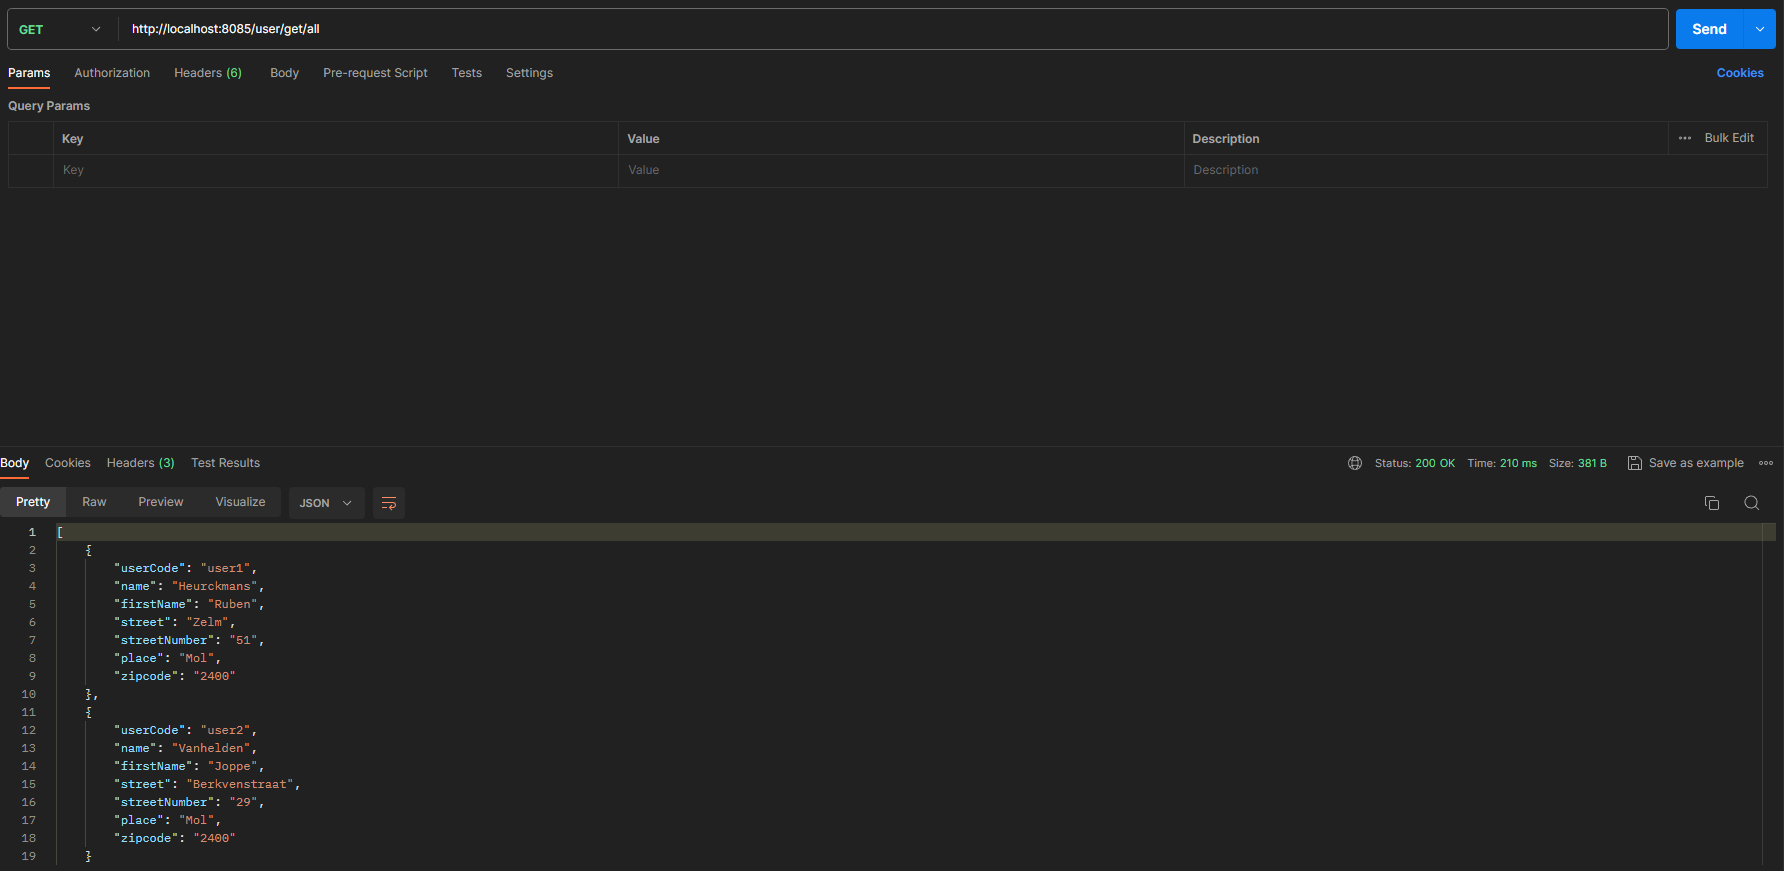 GET http://localhost:8085/user/get/all Send
Params Authorization Headers (6) Body Pre-request Script Tests Settings Cookies
Query Params
Key Value Description Bulk Edit
Key Value Description
Body Cookies Headers (3) Test Results Status: 200 OK Time: 210 ms Size: 381 B Save as example
Pretty Raw Preview Visualize JSON
1 [
2 {
3 "userCode": "user1",
4 "name": "Heurckmans",
5 "firstName": "Ruben",
6 "street": "Zelm",
7 "streetNumber": "51",
8 "place": "Mol",
9 "zipcode": "2400"
10 },
11 {
12 "userCode": "user2",
13 "name": "Vanhelden",
14 "firstName": "Joppe",
15 "street": "Berkvenstraat",
16 "streetNumber": "29",
17 "place": "Mol",
18 "zipcode": "2400"
19 }